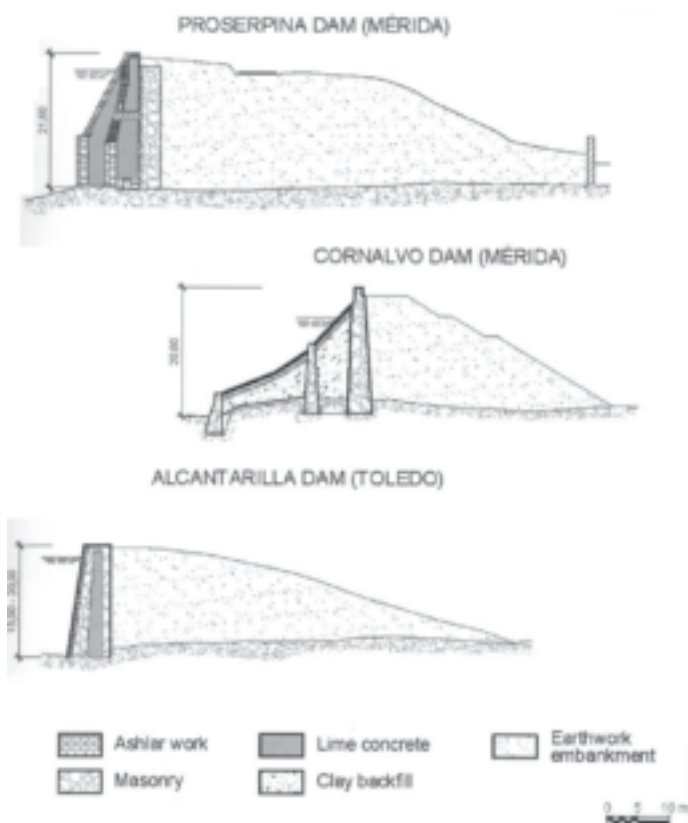 PROSERPINA DAM (MÉRIDA)
21,60
CORNALVO DAM (MÉRIDA)
20,80
ALCANTARILLA DAM (TOLEDO)
Ashlar work
Lime concrete
Earthwork
embankment
Masonry
Clay backfill
0 5 10 m